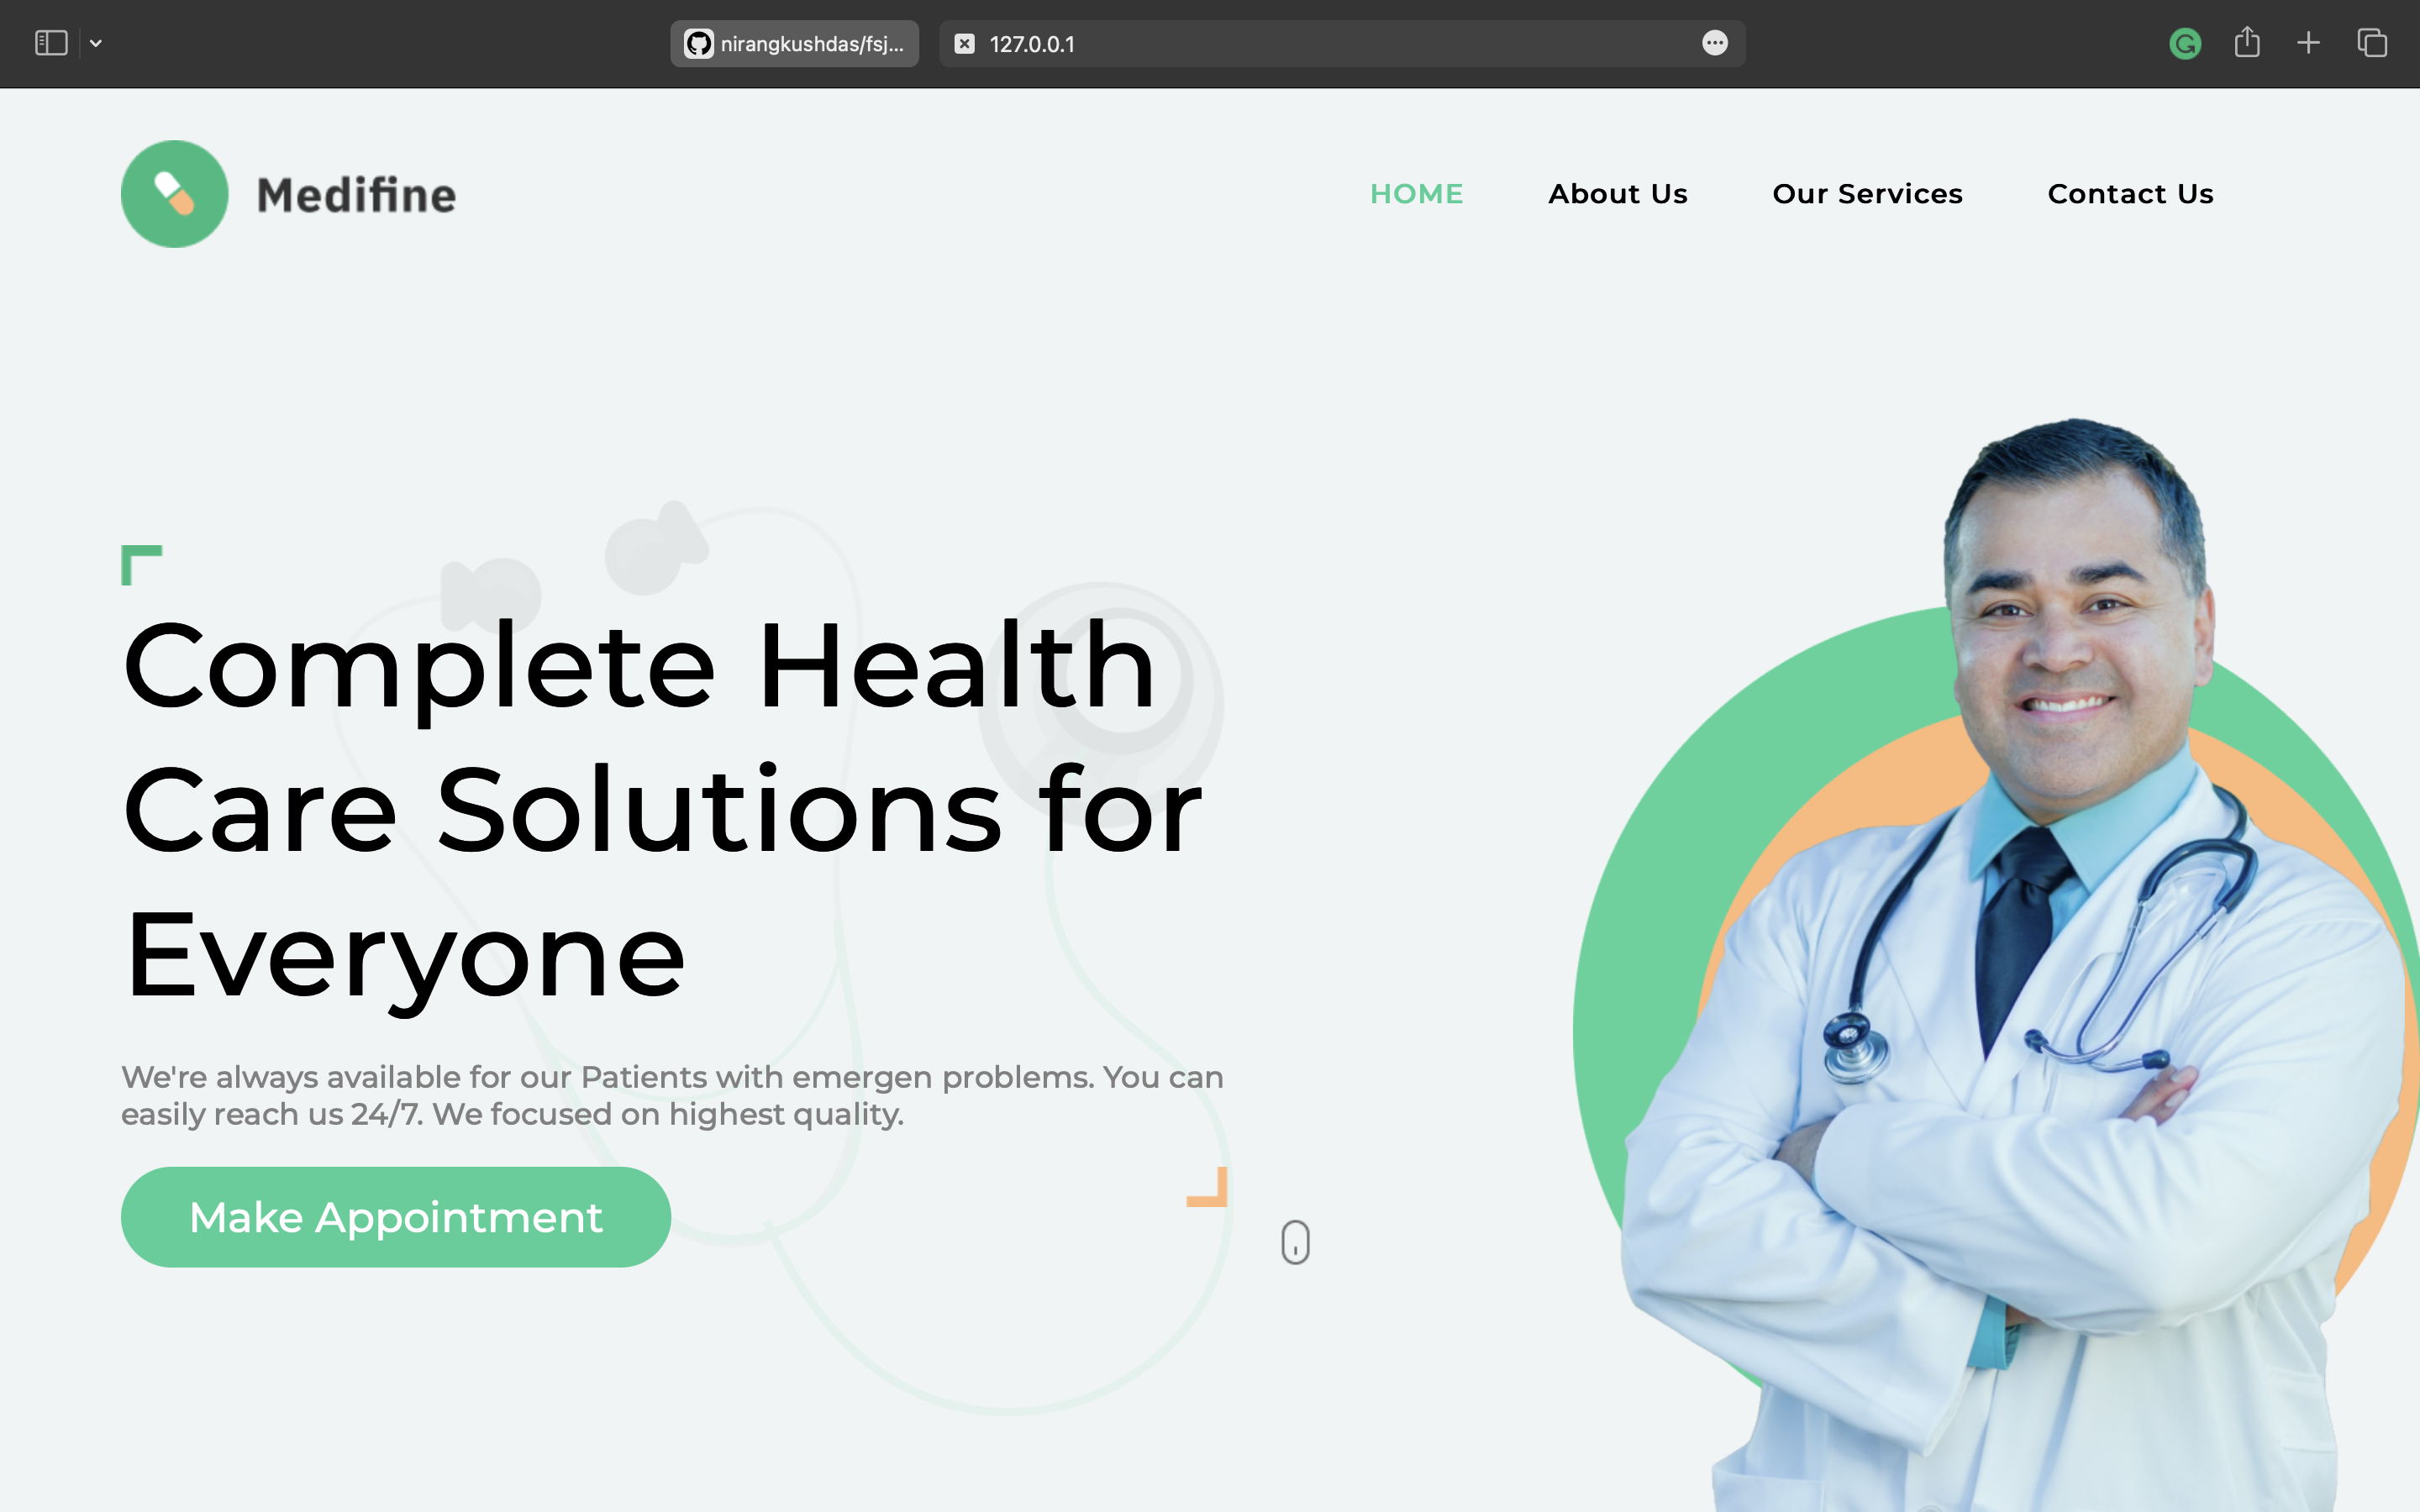 nirangkushdas/fsj...
127.0.0.1
Medifine
HOME
About Us
Our Services
Contact Us
Complete Health
Care Solutions for
Everyone
We're always available for our Patients with emergen problems. You can
easily reach us 24/7. We focused on highest quality.
Make Appointment